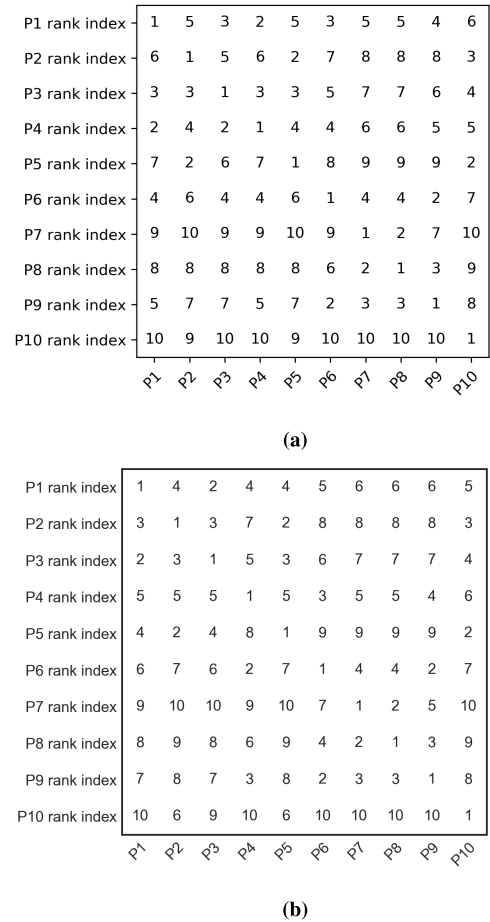 P1 rank index 1 5 3 2 5 3 5 5 4 6
P2 rank index 6 1 5 6 2 7 8 8 8 3
P3 rank index 3 3 1 3 3 5 7 7 6 4
P4 rank index 2 4 2 1 4 4 6 6 5 5
P5 rank index 7 2 6 7 1 8 9 9 9 2
P6 rank index 4 6 4 4 6 1 4 4 2 7
P7 rank index 9 10 9 9 10 9 1 2 7 10
P8 rank index 8 8 8 8 8 6 2 1 3 9
P9 rank index 5 7 7 5 7 2 3 3 1 8
P10 rank index 10 9 10 10 9 10 10 10 10 1
P1 P2 P3 P4 P5 P6 P7 P8 P9 P10
(a)
P1 rank index 1 4 2 4 4 5 6 6 6 5
P2 rank index 3 1 3 7 2 8 8 8 8 3
P3 rank index 2 3 1 5 3 6 7 7 7 4
P4 rank index 5 5 5 1 5 3 5 5 4 6
P5 rank index 4 2 4 8 1 9 9 9 9 2
P6 rank index 6 7 6 2 7 1 4 4 2 7
P7 rank index 9 10 10 9 10 7 1 2 5 10
P8 rank index 8 9 8 6 9 4 2 1 3 9
P9 rank index 7 8 7 3 8 2 3 3 1 8
P10 rank index 10 6 9 10 6 10 10 10 10 1
P1 P2 P3 P4 P5 P6 P7 P8 P9 P10
(b)